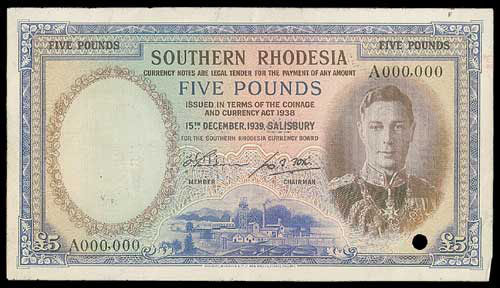 FIVE POUNDS
FIVE POUNDS
SOUTHERN RHODESIA
CURRENCY NOTES ARE LEGAL TENDER FOR THE PAYMENT OF ANY AMOUNT
A000,000
FIVE POUNDS
ISSUED IN TERMS OF THE COINAGE
AND CURRENCY ACT 1938
15TH DECEMBER, 1939, SALISBURY
FOR THE SOUTHERN RHODESIA CURRENCY BOARD
MEMBER
CHAIRMAN
A000,000
£5
£5